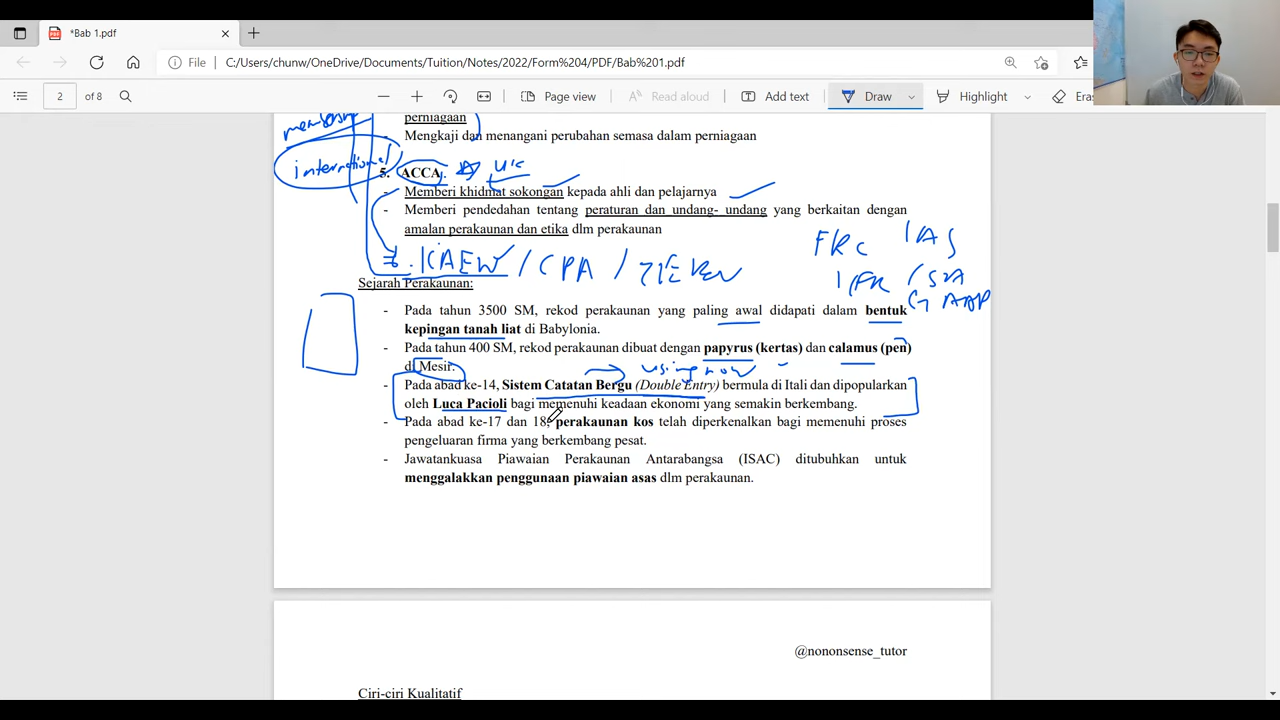 *Bab 1.pdf
File C:/Users/chunw/OneDrive/Documents/Tuition/Notes/2022/Form%204/PDF/Bab%201.pdf
2 of 8 Page view Read aloud Add text Draw Highlight Eras
membership
perniagaan
- Mengkaji dan menangani perubahan semasa dalam perniagaan
international
5. ACCA UK
- Memberi khidmat sokongan kepada ahli dan pelajarnya
- Memberi pendedahan tentang peraturan dan undang- undang yang berkaitan dengan
amalan perakaunan dan etika dlm perakaunan
FRC IAS
6. ICAEW / CPA /
GAAP
Sejarah Perakaunan:
- Pada tahun 3500 SM, rekod perakaunan yang paling awal didapati dalam bentuk
kepingan tanah liat di Babylonia.
- Pada tahun 400 SM, rekod perakaunan dibuat dengan papyrus (kertas) dan calamus (pen)
di Mesir.
using now
- Pada abad ke-14, Sistem Catatan Bergu (Double Entry) bermula di Itali dan dipopularkan
oleh Luca Pacioli bagi memenuhi keadaan ekonomi yang semakin berkembang.
- Pada abad ke-17 dan 18, perakaunan kos telah diperkenalkan bagi memenuhi proses
pengeluaran firma yang berkembang pesat.
- Jawatankuasa Piawaian Perakaunan Antarabangsa (ISAC) ditubuhkan untuk
menggalakkan penggunaan piawaian asas dlm perakaunan.
@nononsense_tutor
Ciri-ciri Kualitatif